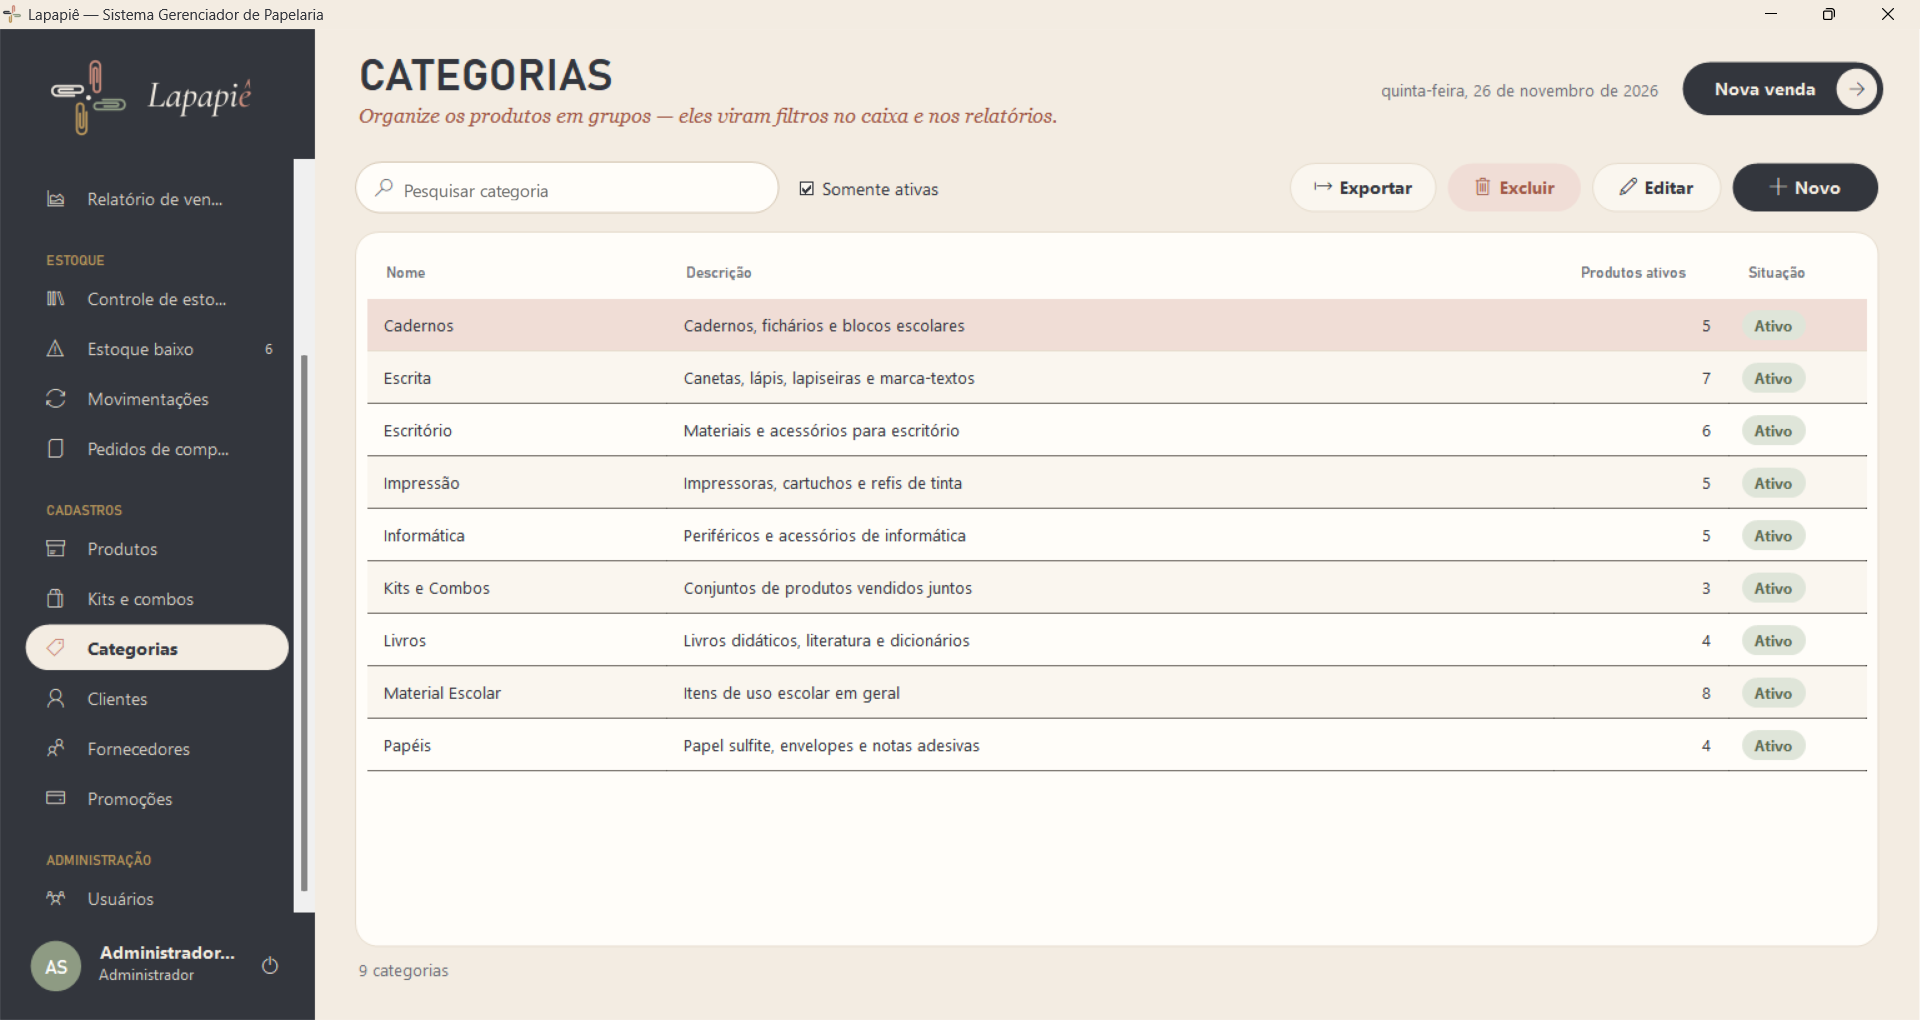 Lapapiê — Sistema Gerenciador de Papelaria
Lapapiê
Relatório de ven...
ESTOQUE
Controle de esto...
Estoque baixo 6
Movimentações
Pedidos de comp...
CADASTROS
Produtos
Kits e combos
Categorias
Clientes
Fornecedores
Promoções
ADMINISTRAÇÃO
Usuários
AS
Administrador...
Administrador
CATEGORIAS
Organize os produtos em grupos — eles viram filtros no caixa e nos relatórios.
quinta-feira, 26 de novembro de 2026
Nova venda
Pesquisar categoria
Somente ativas
Exportar
Excluir
Editar
Novo
Nome Descrição Produtos ativos Situação
Cadernos Cadernos, fichários e blocos escolares 5 Ativo
Escrita Canetas, lápis, lapiseiras e marca-textos 7 Ativo
Escritório Materiais e acessórios para escritório 6 Ativo
Impressão Impressoras, cartuchos e refis de tinta 5 Ativo
Informática Periféricos e acessórios de informática 5 Ativo
Kits e Combos Conjuntos de produtos vendidos juntos 3 Ativo
Livros Livros didáticos, literatura e dicionários 4 Ativo
Material Escolar Itens de uso escolar em geral 8 Ativo
Papéis Papel sulfite, envelopes e notas adesivas 4 Ativo
9 categorias